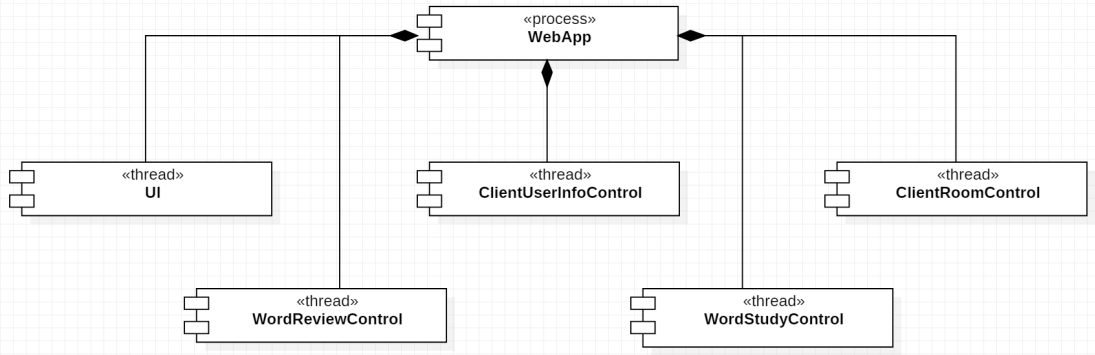 «process»
WebApp
«thread»
UI
«thread»
ClientUserInfoControl
«thread»
ClientRoomControl
«thread»
WordReviewControl
«thread»
WordStudyControl